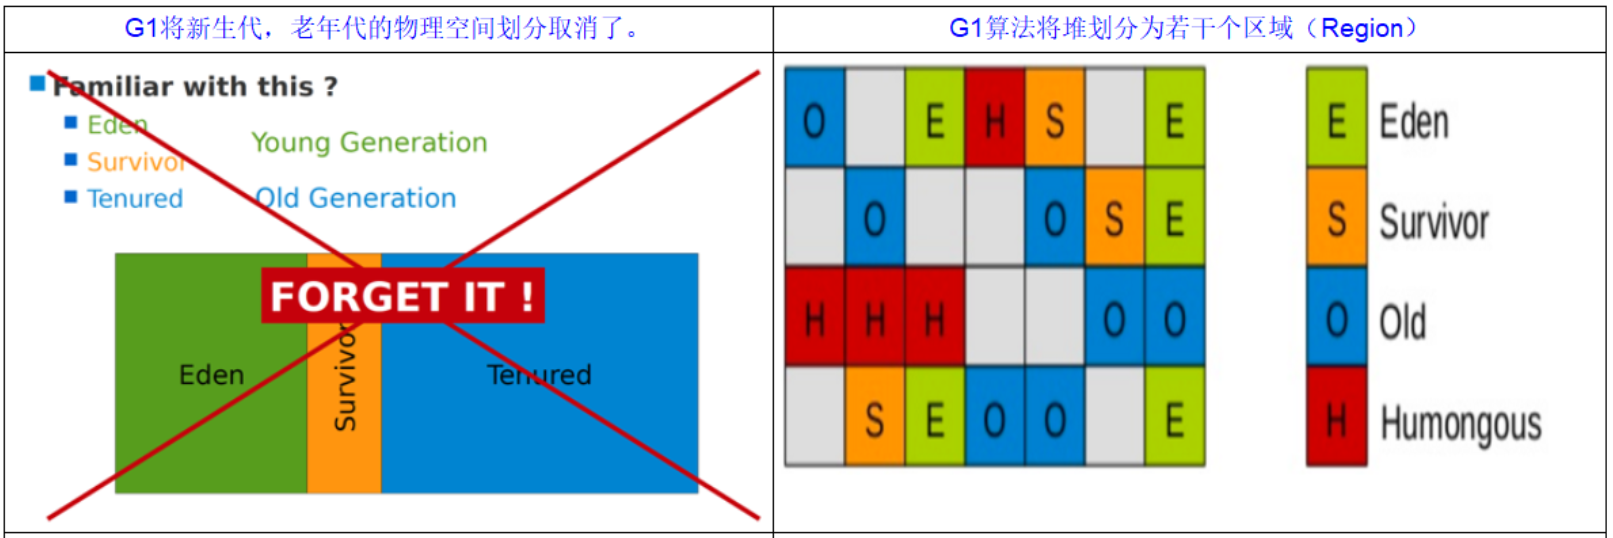 G1将新生代，老年代的物理空间划分取消了。
Familiar with this ?
Eden
Survivor
Tenured
Young Generation
Old Generation
FORGET IT !
Eden
Survivor
Tenured
G1算法将堆划分为若干个区域（Region）
O E H S E
O O S E
H H H O O
S E O O E
E Eden
S Survivor
O Old
H Humongous